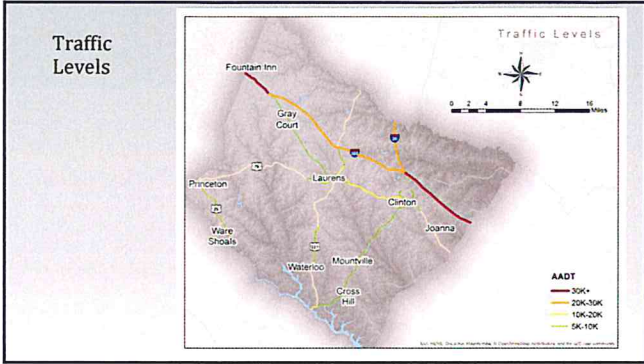 Traffic
Levels
Traffic Levels
0 2 4 8 12 16
Miles
Fountain Inn
Gray
Court
Princeton
Laurens
Clinton
Ware
Shoals
Joanna
Waterloo
Mountville
Cross
Hill
AADT
30K+
20K-30K
10K-20K
5K-10K